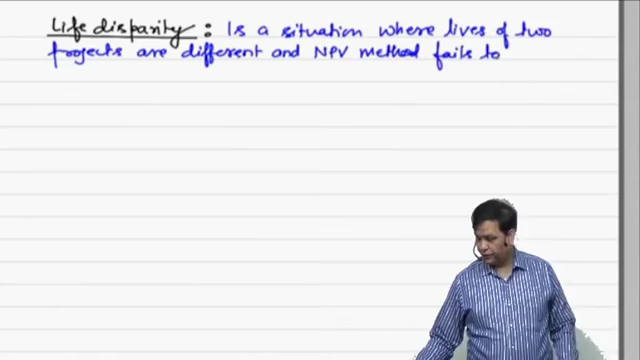 Life disparity : Is a situation where lives of two
projects are different and NPV method fails to